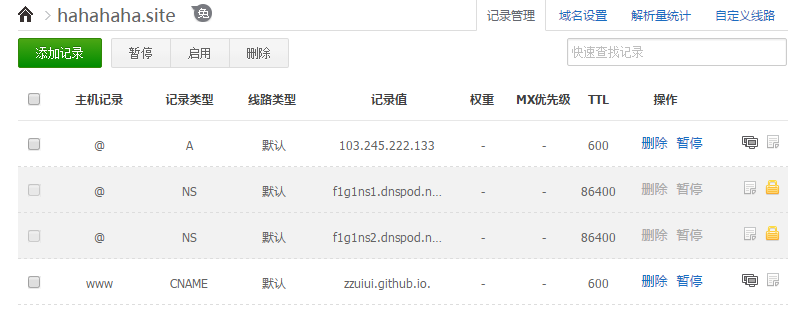 hahahaha.site 免 记录管理 域名设置 解析量统计 自定义线路
添加记录 暂停 启用 删除 快速查找记录
主机记录 记录类型 线路类型 记录值 权重 MX优先级 TTL 操作
@ A 默认 103.245.222.133 - - 600 删除 暂停
@ NS 默认 f1g1ns1.dnspod.n... - - 86400 删除 暂停
@ NS 默认 f1g1ns2.dnspod.n... - - 86400 删除 暂停
www CNAME 默认 zzuiui.github.io. - - 600 删除 暂停